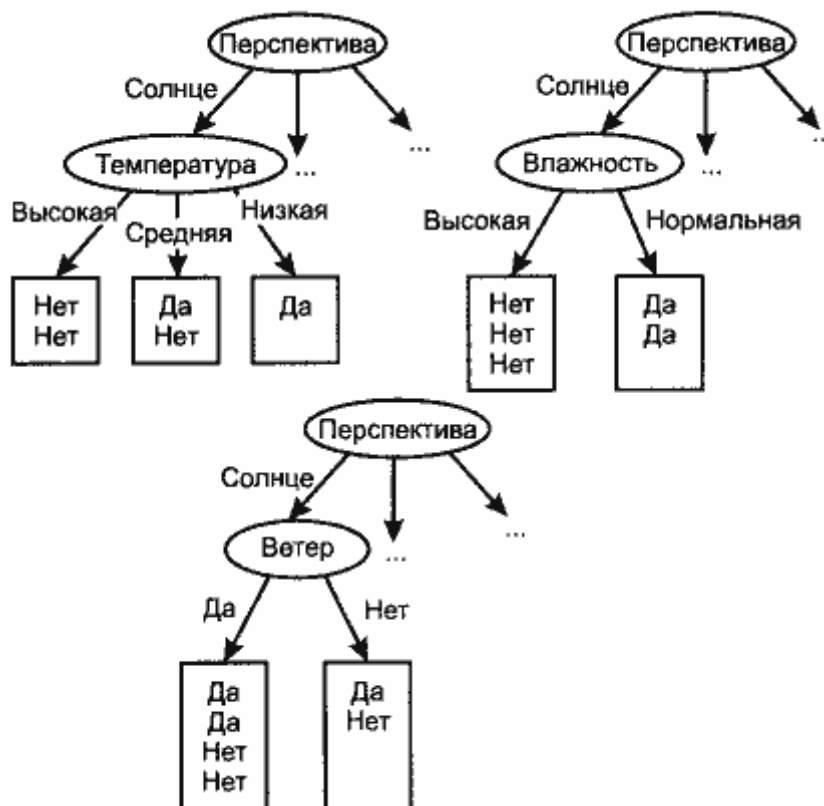 Перспектива
Солнце
...
...
Температура
Высокая
Средняя
Низкая
Нет
Нет
Да
Нет
Да
Перспектива
Солнце
...
...
Влажность
Высокая
Нормальная
Нет
Нет
Нет
Да
Да
Перспектива
Солнце
...
...
Ветер
Да
Нет
Да
Да
Нет
Нет
Да
Нет